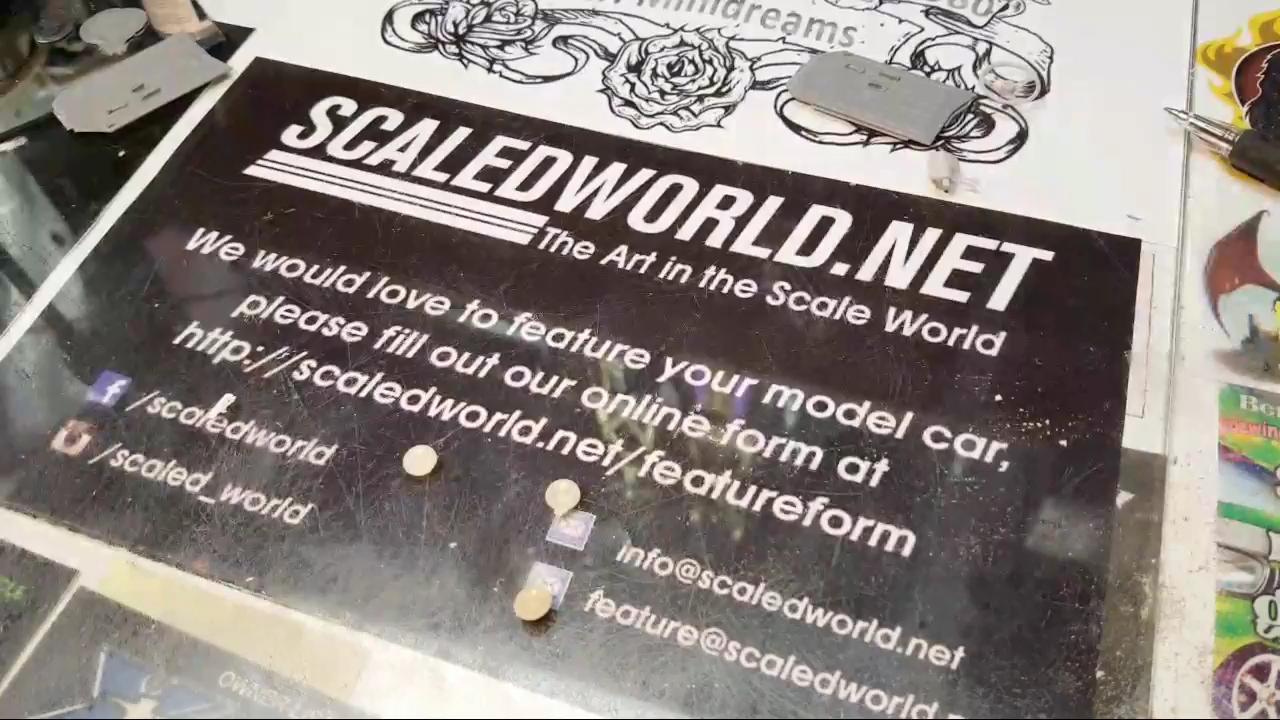 Minidreams
SCALEDWORLD.NET
The Art in the Scale World
We would love to feature your model car,
please fill out our online form at
http://scaledworld.net/featureform
f /scaledworld
/scaled_world
info@scaledworld.net
feature@scaledworld